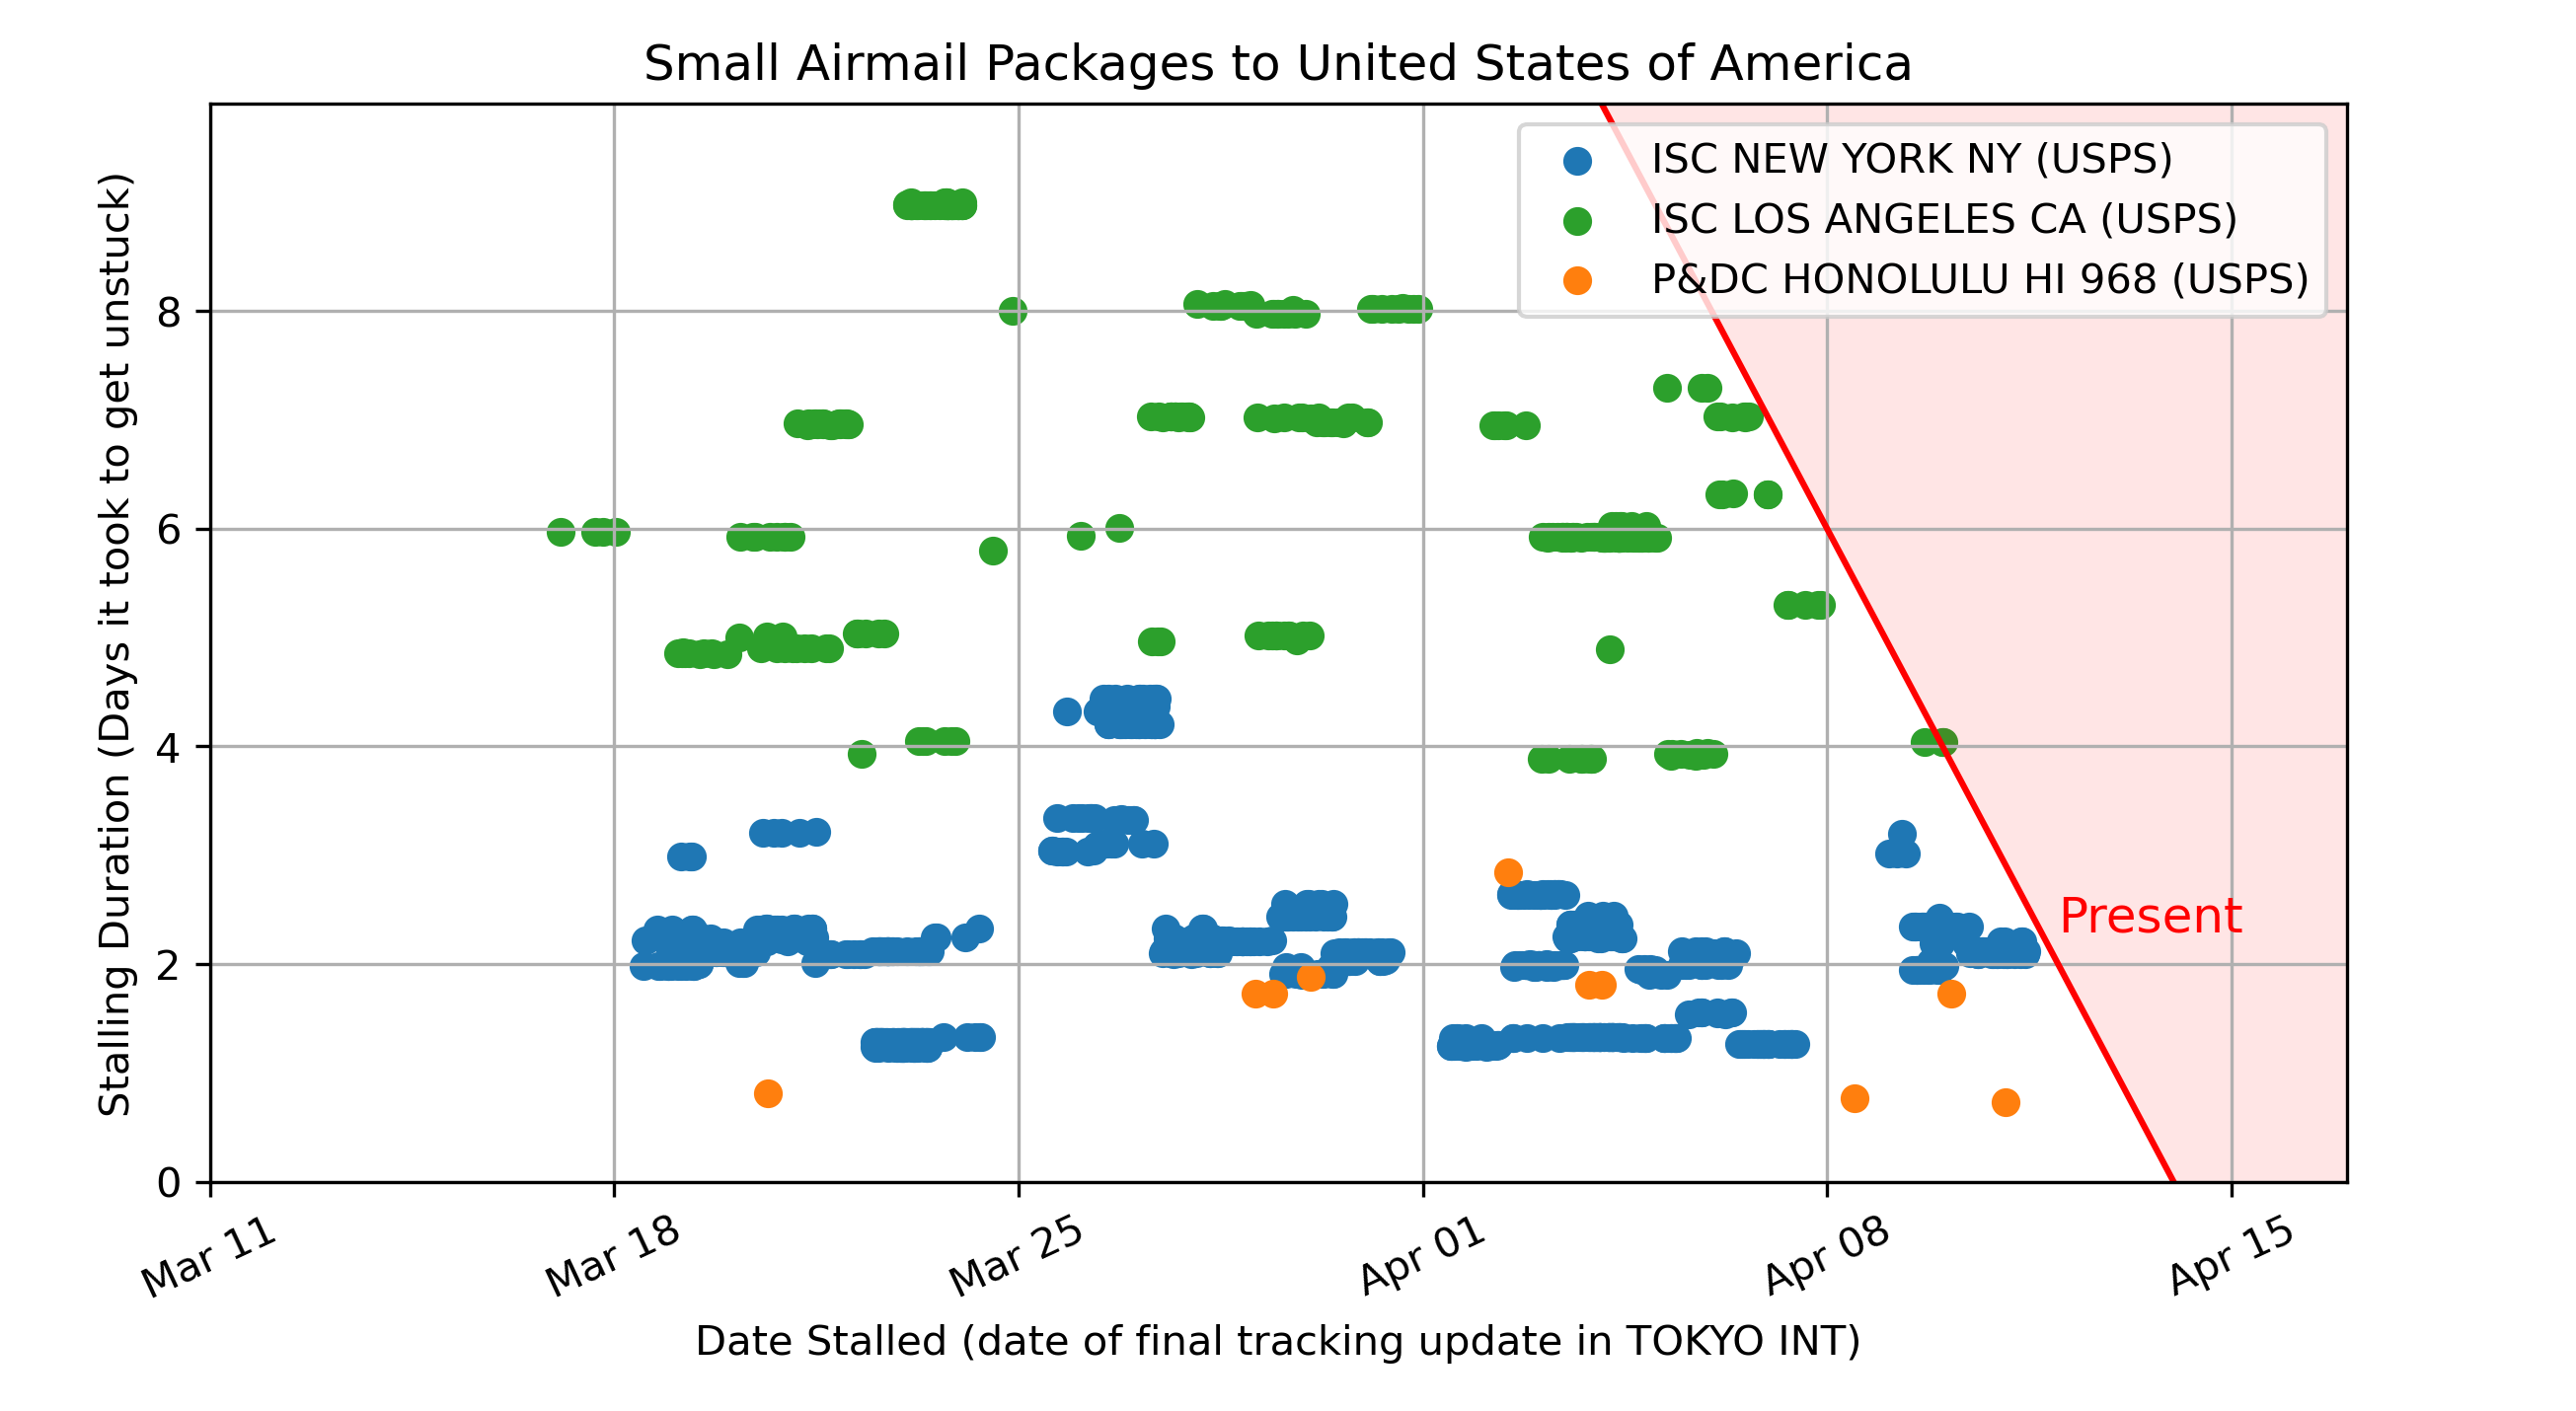 Small Airmail Packages to United States of America
ISC NEW YORK NY (USPS)
ISC LOS ANGELES CA (USPS)
P&DC HONOLULU HI 968 (USPS)
Stalling Duration (Days it took to get unstuck)
8
6
4
2
0
Present
Mar 11
Mar 18
Mar 25
Apr 01
Apr 08
Apr 15
Date Stalled (date of final tracking update in TOKYO INT)